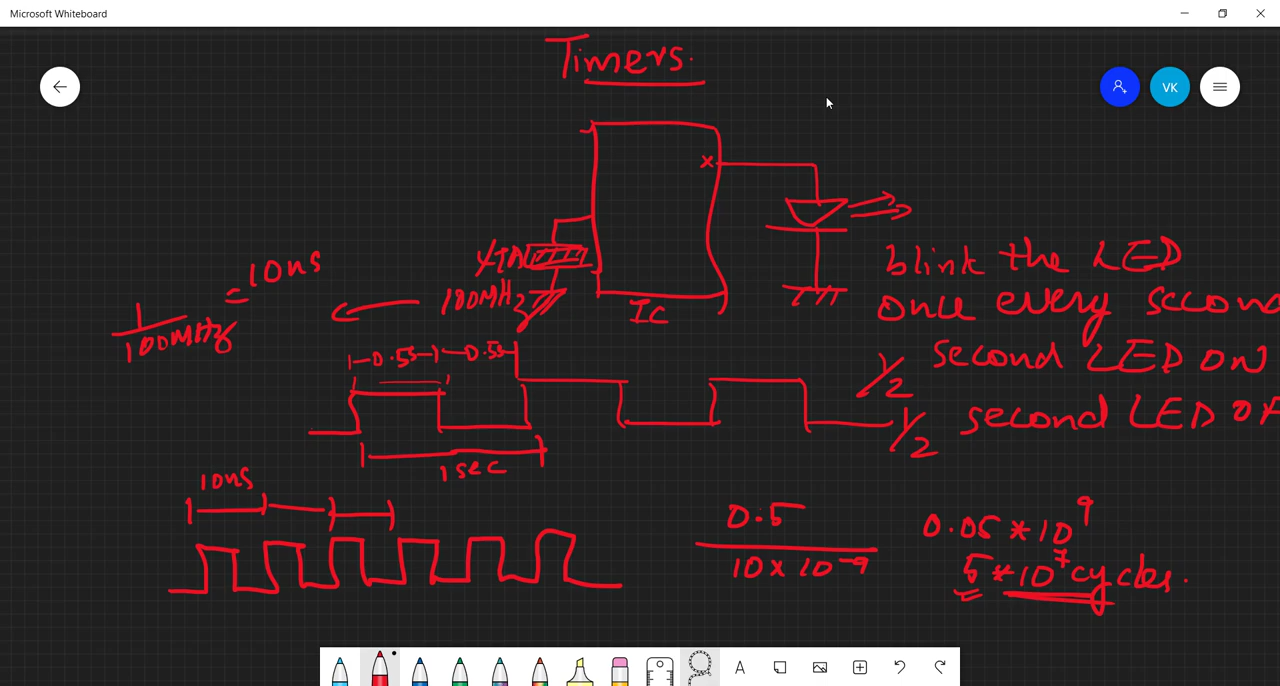 Microsoft Whiteboard
Timers.
VK
x
XTAL
100MHz
IC
blink the LED
once every second
1/2 second LED on
1/2 second LED OF
1/100MHz = 10ns
0.5s 0.5s
1 sec
10ns
0.5/10 x 10^-9
0.05 * 10^9
5 * 10^7 cycles.
A